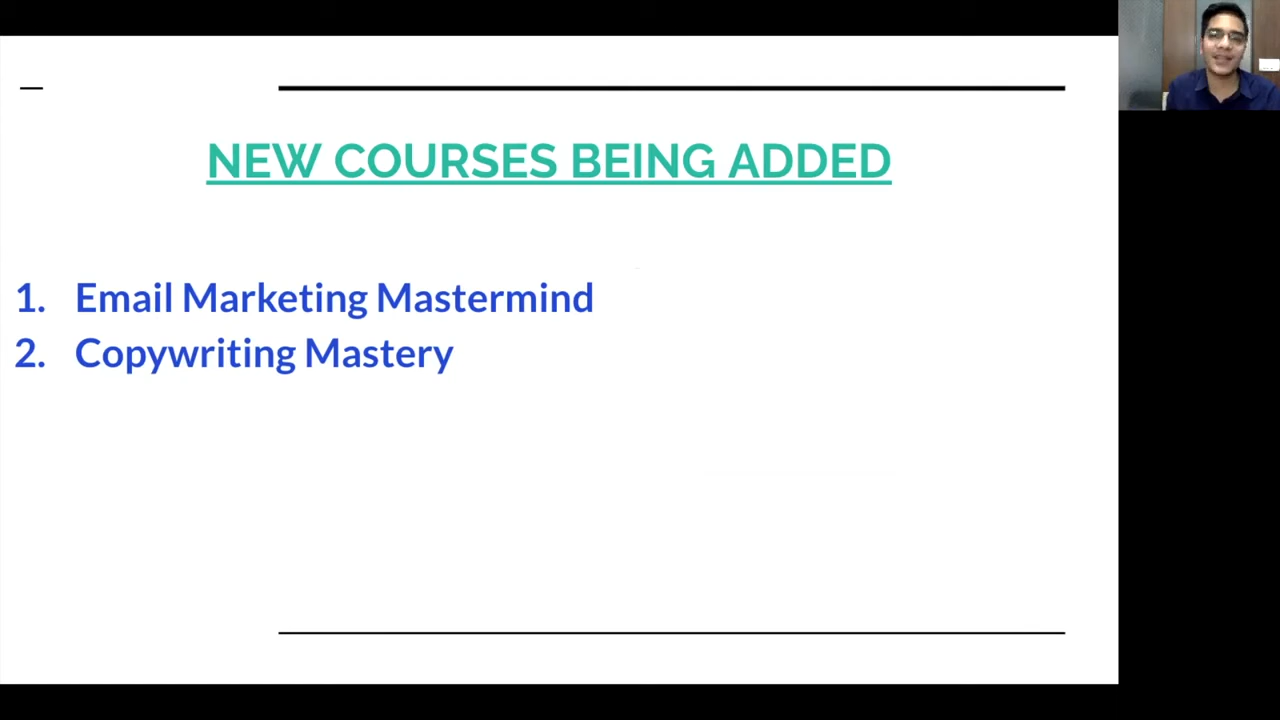 NEW COURSES BEING ADDED
1. Email Marketing Mastermind
2. Copywriting Mastery